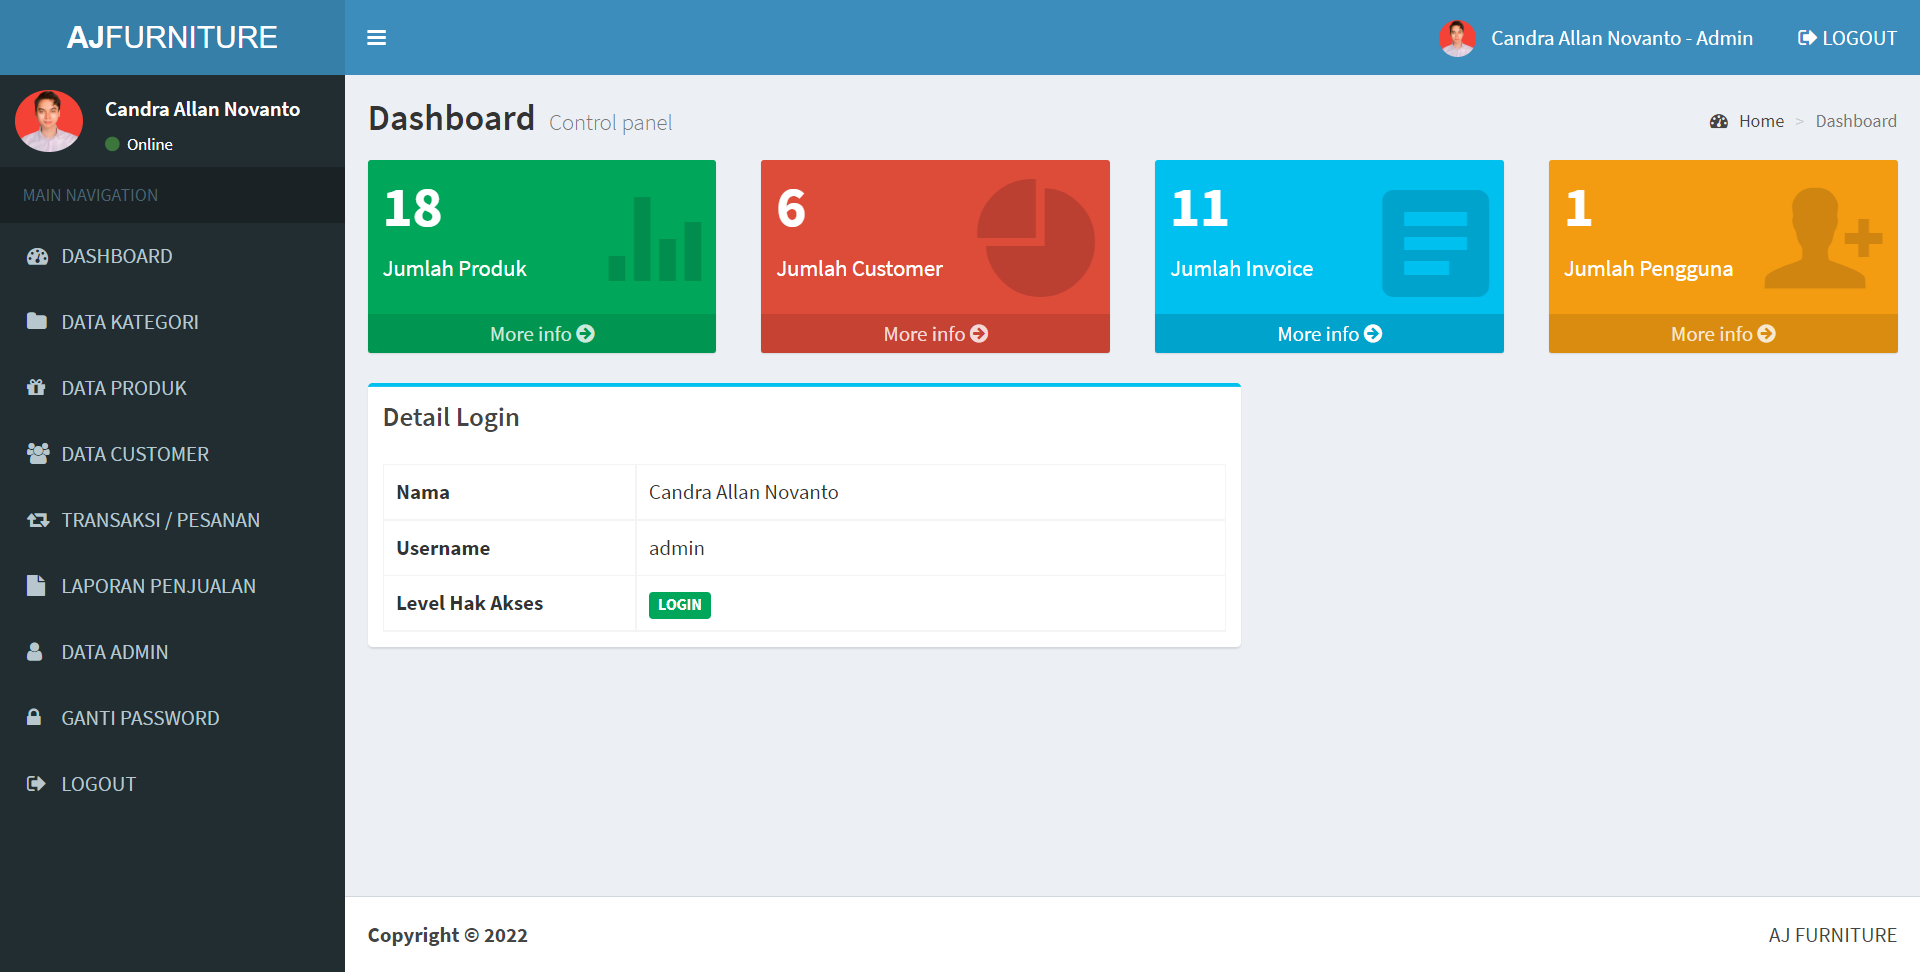 AJFURNITURE
Candra Allan Novanto - Admin
LOGOUT
Candra Allan Novanto
Online
MAIN NAVIGATION
DASHBOARD
DATA KATEGORI
DATA PRODUK
DATA CUSTOMER
TRANSAKSI / PESANAN
LAPORAN PENJUALAN
DATA ADMIN
GANTI PASSWORD
LOGOUT
Dashboard Control panel
Home > Dashboard
18
Jumlah Produk
More info
6
Jumlah Customer
More info
11
Jumlah Invoice
More info
1
Jumlah Pengguna
More info
Detail Login
Nama Candra Allan Novanto
Username admin
Level Hak Akses LOGIN
Copyright © 2022
AJ FURNITURE